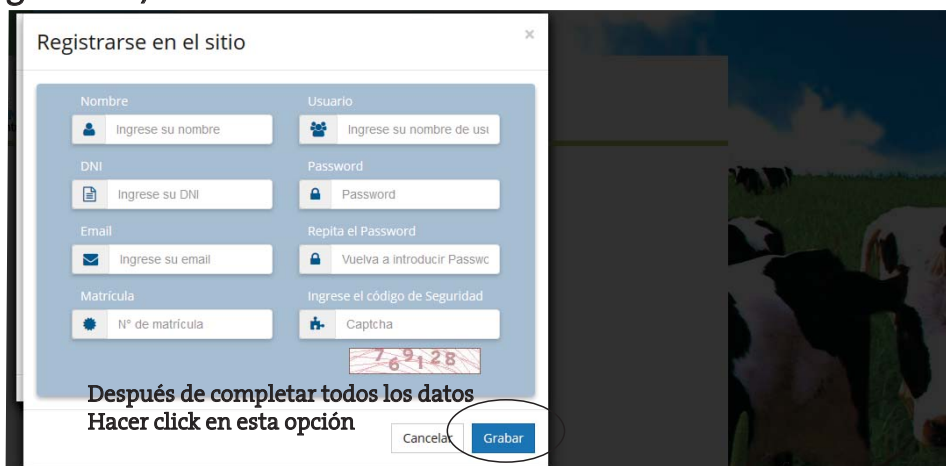 Registrarse en el sitio ×
Nombre Usuario
Ingrese su nombre Ingrese su nombre de usu
DNI Password
Ingrese su DNI Password
Email Repita el Password
Ingrese su email Vuelva a introducir Passwo
Matrícula Ingrese el código de Seguridad
N° de matrícula Captcha
769128
Después de completar todos los datos
Hacer click en esta opción
Cancelar Grabar